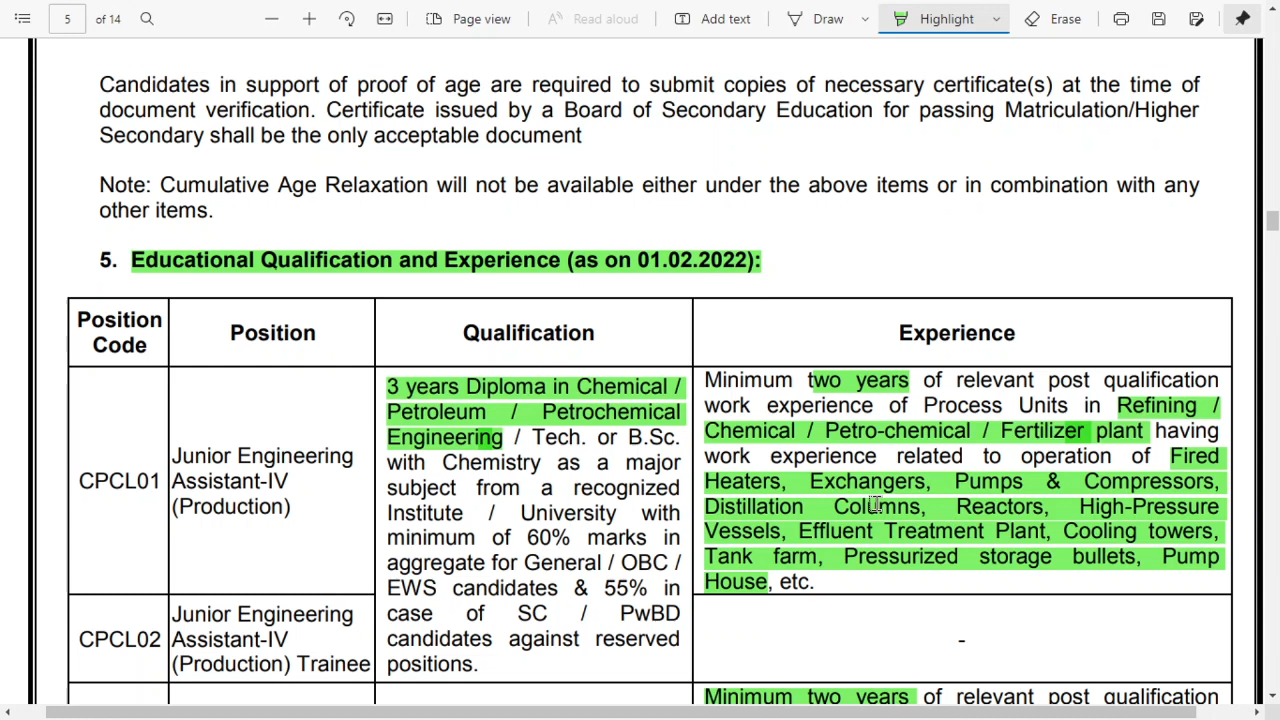 5 of 14 Page view Read aloud Add text Draw Highlight Erase
Candidates in support of proof of age are required to submit copies of necessary certificate(s) at the time of
document verification. Certificate issued by a Board of Secondary Education for passing Matriculation/Higher
Secondary shall be the only acceptable document
Note: Cumulative Age Relaxation will not be available either under the above items or in combination with any
other items.
5. Educational Qualification and Experience (as on 01.02.2022):
Position
Code
Position
Qualification
Experience
CPCL01
Junior Engineering
Assistant-IV
(Production)
3 years Diploma in Chemical /
Petroleum / Petrochemical
Engineering / Tech. or B.Sc.
with Chemistry as a major
subject from a recognized
Institute / University with
minimum of 60% marks in
aggregate for General / OBC /
EWS candidates & 55% in
case of SC / PwBD
candidates against reserved
positions.
Minimum two years of relevant post qualification
work experience of Process Units in Refining /
Chemical / Petro-chemical / Fertilizer plant having
work experience related to operation of Fired
Heaters, Exchangers, Pumps & Compressors,
Distillation Columns, Reactors, High-Pressure
Vessels, Effluent Treatment Plant, Cooling towers,
Tank farm, Pressurized storage bullets, Pump
House, etc.
CPCL02
Junior Engineering
Assistant-IV
(Production) Trainee
-
Minimum two years of relevant post qualification